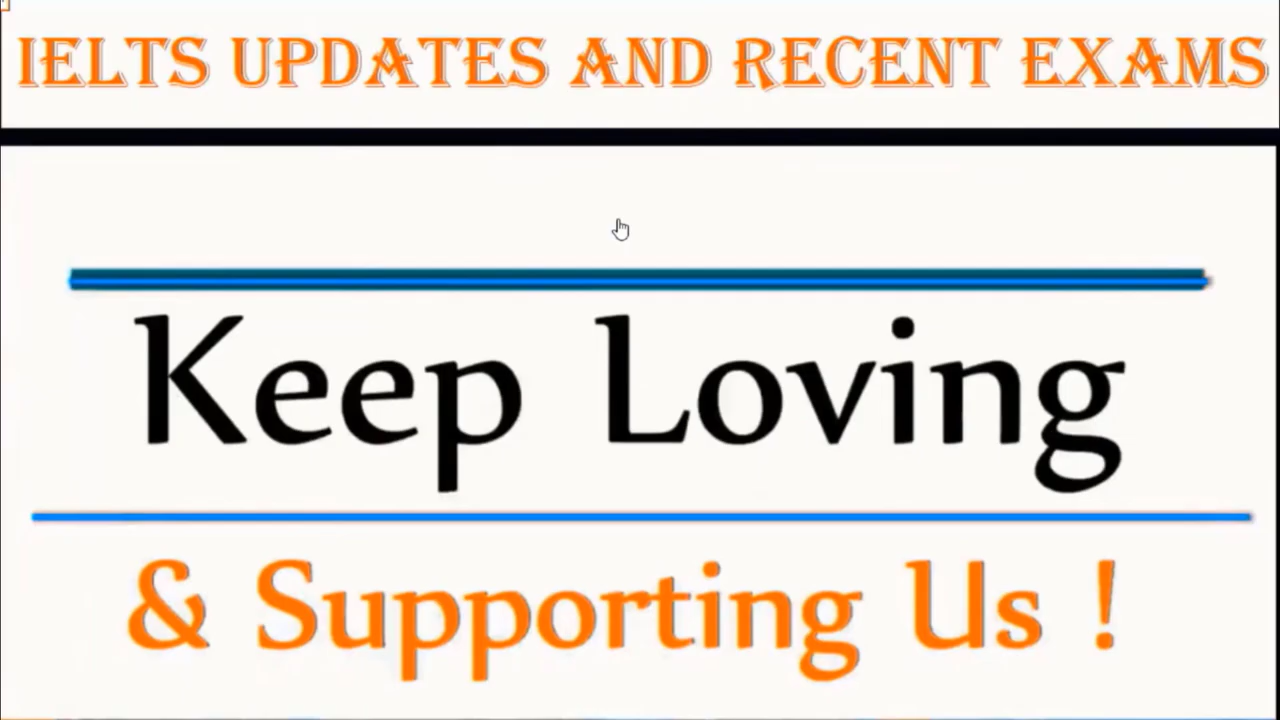 IELTS UPDATES AND RECENT EXAMS
Keep Loving
& Supporting Us !